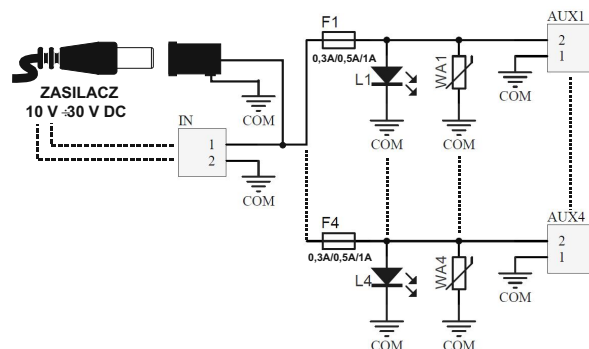 F1
0,3A/0,5A/1A
AUX1
2
1
COM
L1
WA1
COM
COM
ZASILACZ
10 V ÷30 V DC
COM
IN
1
2
COM
F4
0,3A/0,5A/1A
AUX4
2
1
COM
L4
WA4
COM
COM